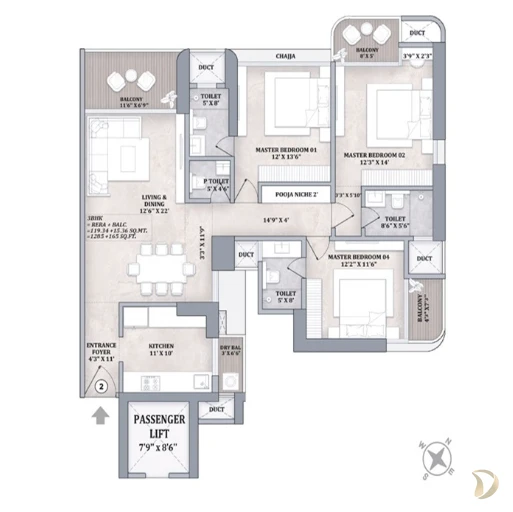 BALCONY
8'X 5'
DUCT
3'9" X 2'3"
CHAJJA
DUCT
BALCONY
11'6" X 6'9"
TOILET
5' X 8'
MASTER BEDROOM 01
12' X 13'6"
MASTER BEDROOM 02
12'3" X 14'
P TOILET
5' X 4'6"
POOJA NICHE 2'
LIVING &
DINING
12'6" X 22'
3BHK
= RERA + BALC.
=119.34 +15.36 SQ.MT.
=1285 +165 SQ.FT.
14'9" X 4'
TOILET
8'6" X 5'6"
3'3" X 11'9"
DUCT
MASTER BEDROOM 04
12'2" X 11'6"
DUCT
TOILET
5' X 8'
BALCONY
ENTRANCE
FOYER
4'3" X 11'
KITCHEN
11' X 10'
DRY BAL
3' X 6'6"
2
DUCT
PASSENGER
LIFT
7'9" x 8'6"
N
W
E
S